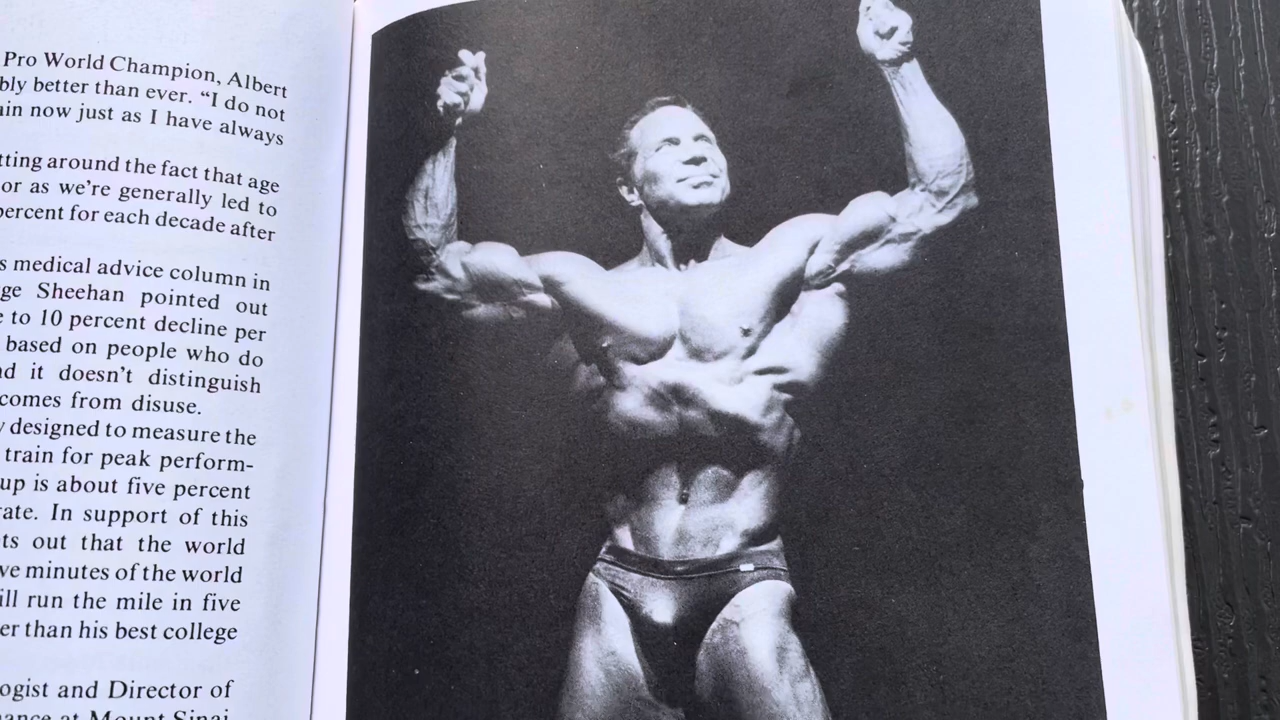 Pro World Champion, Albert
bly better than ever. “I do not
in now just as I have always
tting around the fact that age
or as we're generally led to
percent for each decade after
s medical advice column in
ge Sheehan pointed out
e to 10 percent decline per
based on people who do
d it doesn't distinguish
comes from disuse.
designed to measure the
train for peak perform-
up is about five percent
rate. In support of this
ts out that the world
ve minutes of the world
ill run the mile in five
er than his best college
ogist and Director of
ance at Mount Sinai